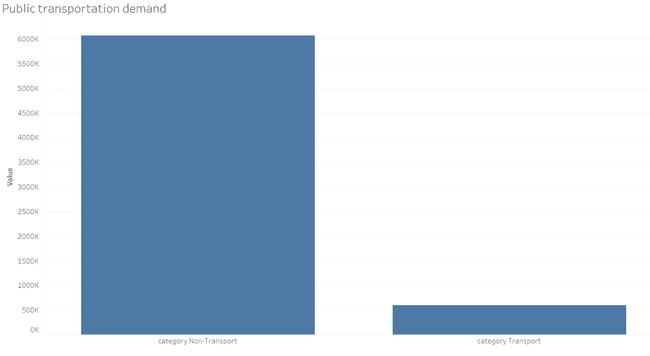 Public transportation demand
6000K
5500K
5000K
4500K
4000K
3500K
3000K
2500K
2000K
1500K
1000K
500K
0K
Value
category Non-Transport
category Transport